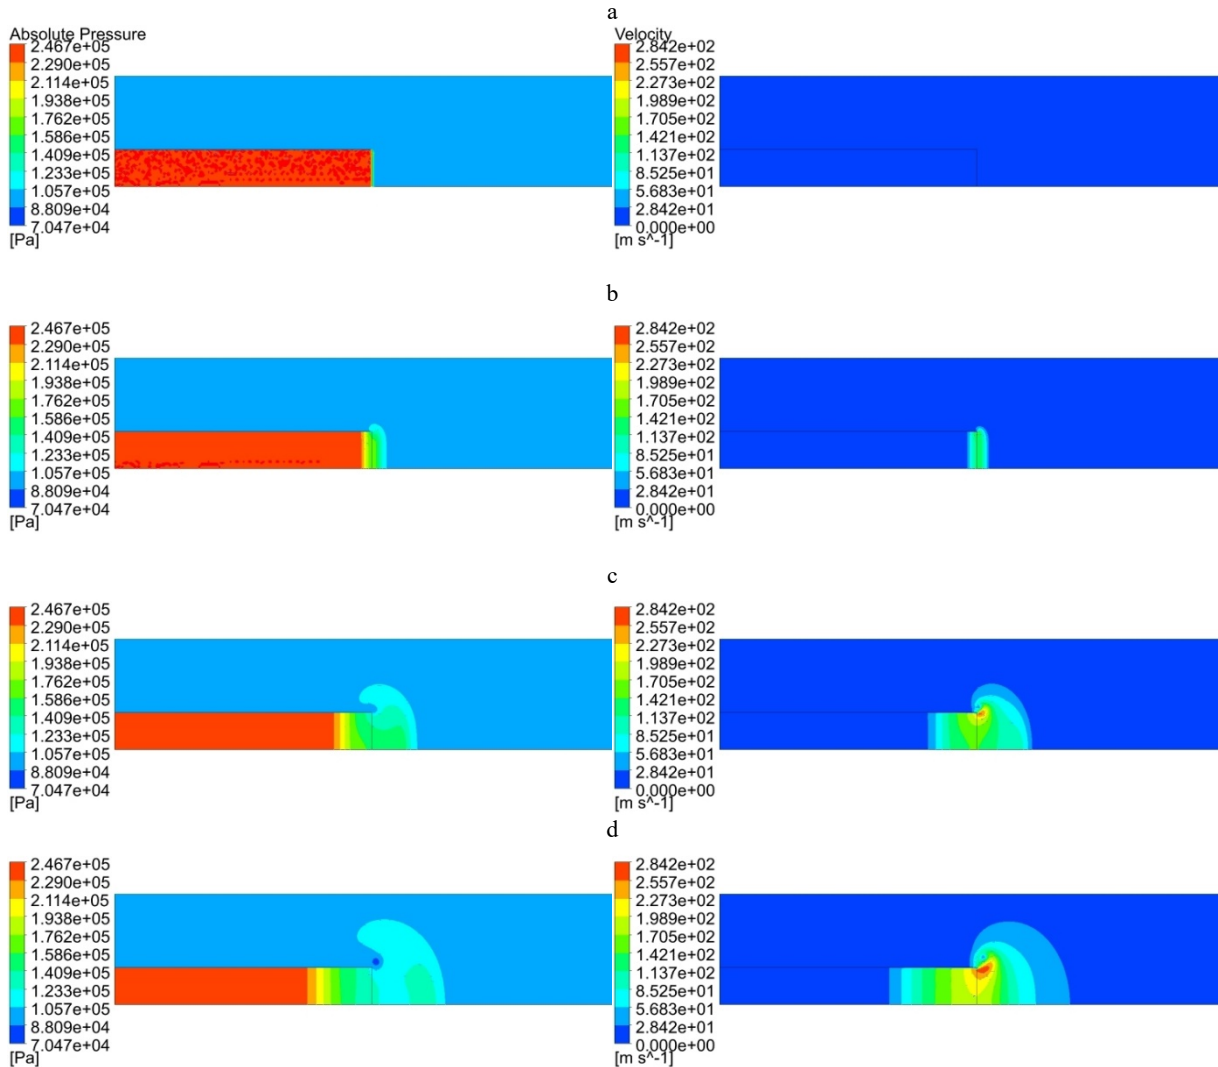 a
Absolute Pressure
2.467e+05
2.290e+05
2.114e+05
1.938e+05
1.762e+05
1.586e+05
1.409e+05
1.233e+05
1.057e+05
8.809e+04
7.047e+04
[Pa]
Velocity
2.842e+02
2.557e+02
2.273e+02
1.989e+02
1.705e+02
1.421e+02
1.137e+02
8.525e+01
5.683e+01
2.842e+01
0.000e+00
[m s^-1]
b
2.467e+05
2.290e+05
2.114e+05
1.938e+05
1.762e+05
1.586e+05
1.409e+05
1.233e+05
1.057e+05
8.809e+04
7.047e+04
[Pa]
2.842e+02
2.557e+02
2.273e+02
1.989e+02
1.705e+02
1.421e+02
1.137e+02
8.525e+01
5.683e+01
2.842e+01
0.000e+00
[m s^-1]
c
2.467e+05
2.290e+05
2.114e+05
1.938e+05
1.762e+05
1.586e+05
1.409e+05
1.233e+05
1.057e+05
8.809e+04
7.047e+04
[Pa]
2.842e+02
2.557e+02
2.273e+02
1.989e+02
1.705e+02
1.421e+02
1.137e+02
8.525e+01
5.683e+01
2.842e+01
0.000e+00
[m s^-1]
d
2.467e+05
2.290e+05
2.114e+05
1.938e+05
1.762e+05
1.586e+05
1.409e+05
1.233e+05
1.057e+05
8.809e+04
7.047e+04
[Pa]
2.842e+02
2.557e+02
2.273e+02
1.989e+02
1.705e+02
1.421e+02
1.137e+02
8.525e+01
5.683e+01
2.842e+01
0.000e+00
[m s^-1]